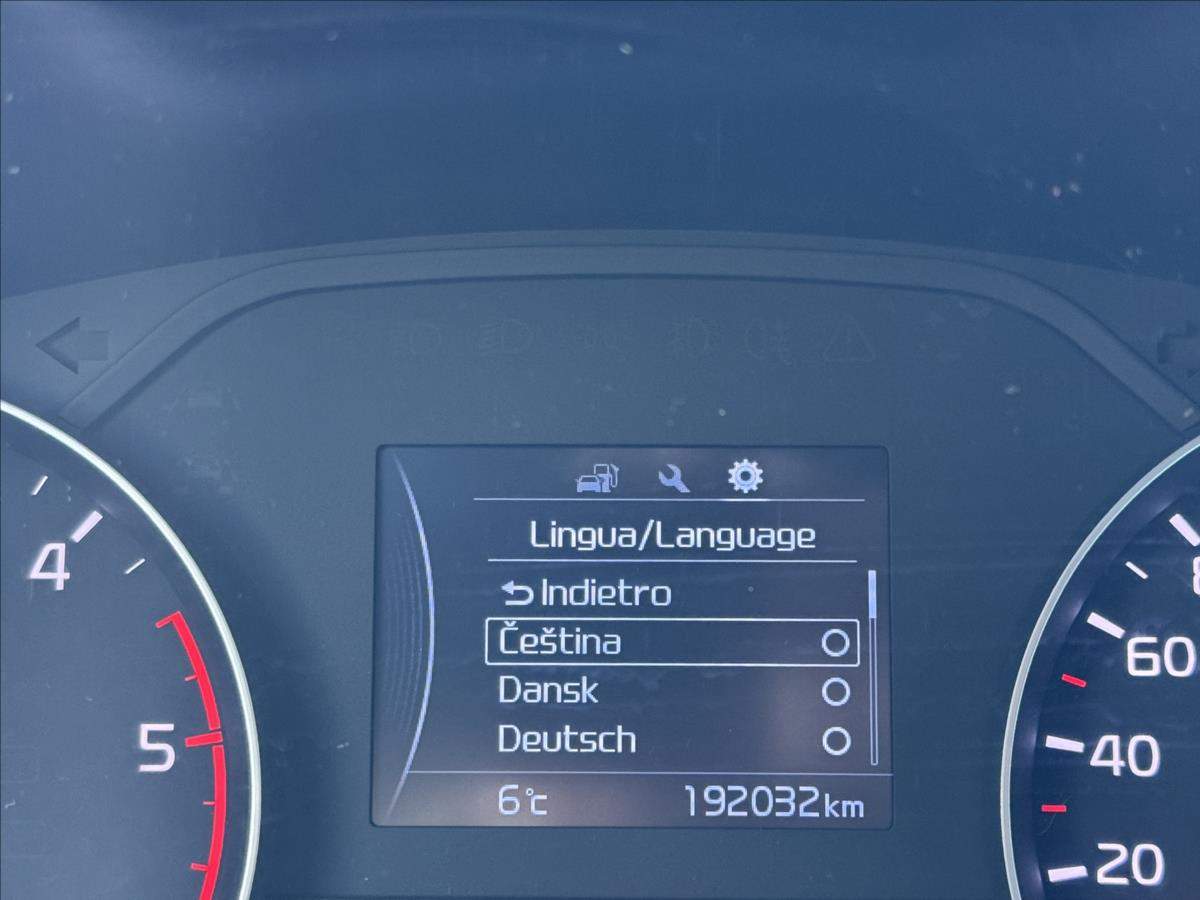 Lingua/Language
Indietro
Čeština
Dansk
Deutsch
6°C
192032km
4
5
60
40
20